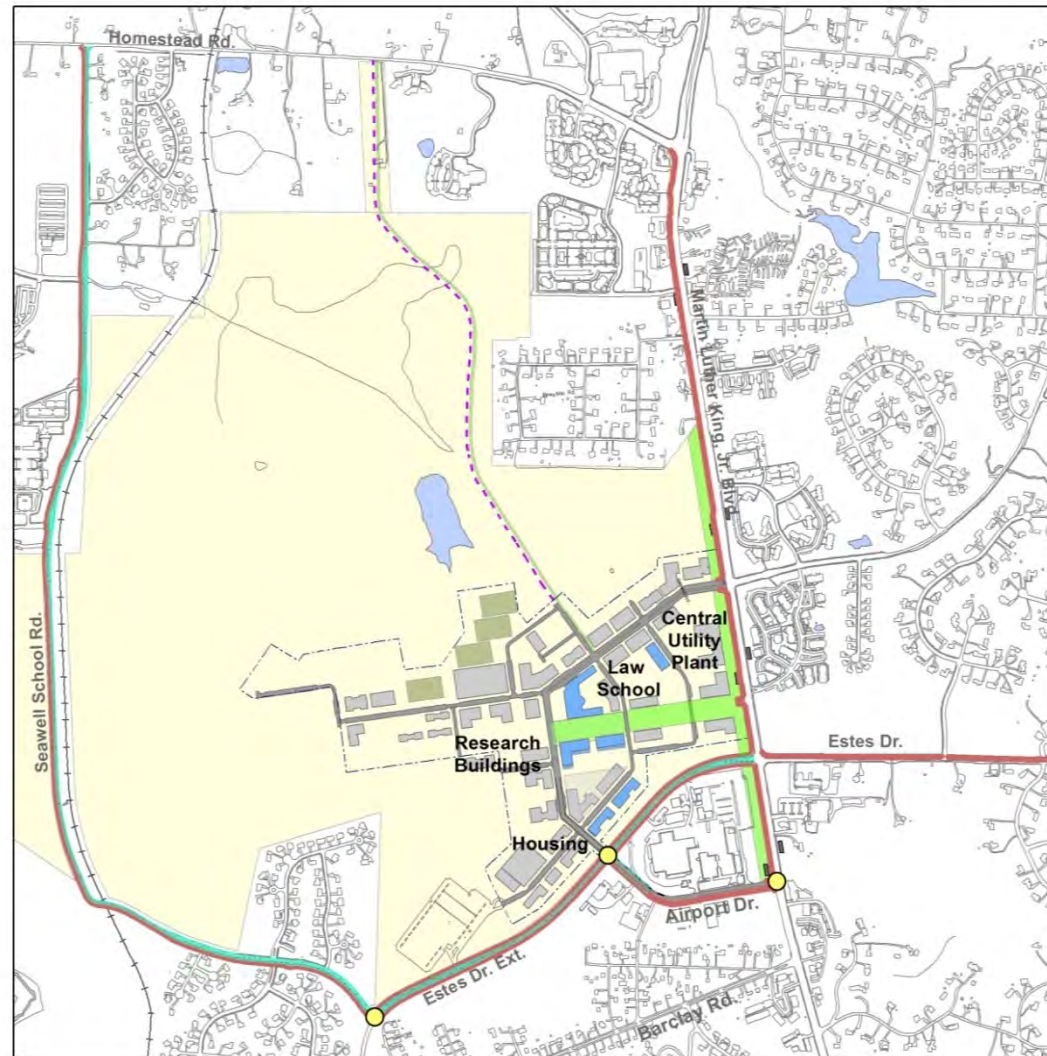 Homestead Rd.
Martin Luther King, Jr. Blvd.
Seawell School Rd.
Central
Utility
Plant
Law
School
Research
Buildings
Estes Dr.
Housing
Airport Dr.
Estes Dr. Ext.
Barclay Rd.